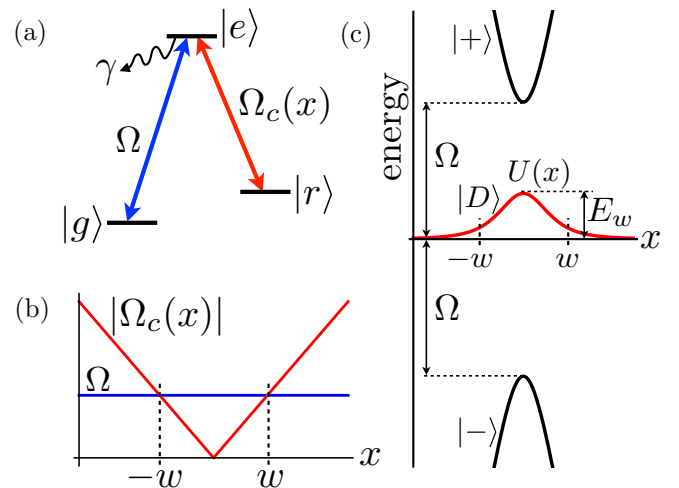 (a)
|e⟩
γ
Ω
Ω_c(x)
|g⟩
|r⟩
(b)
|Ω_c(x)|
Ω
-w
w
x
(c)
energy
|+⟩
Ω
U(x)
|D⟩
E_w
-w
w
x
Ω
|−⟩